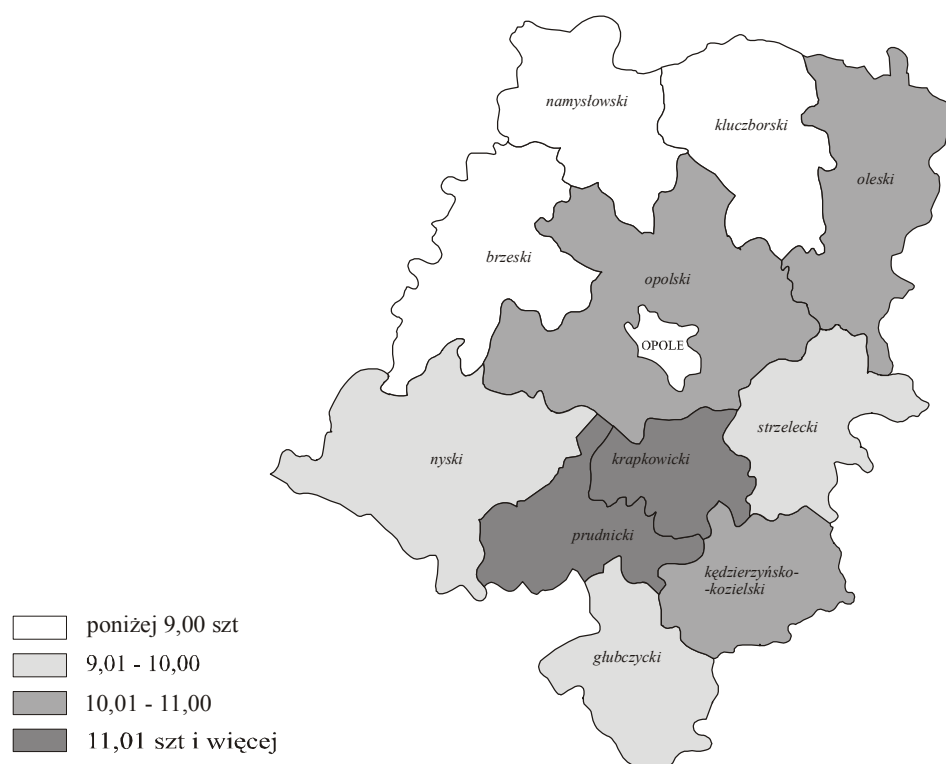 namysłowski
kluczborski
oleski
brzeski
opolski
OPOLE
strzelecki
nyski
krapkowicki
prudnicki
kędzierzyńsko-
-kozielski
głubczycki
poniżej 9,00 szt
9,01 - 10,00
10,01 - 11,00
11,01 szt i więcej